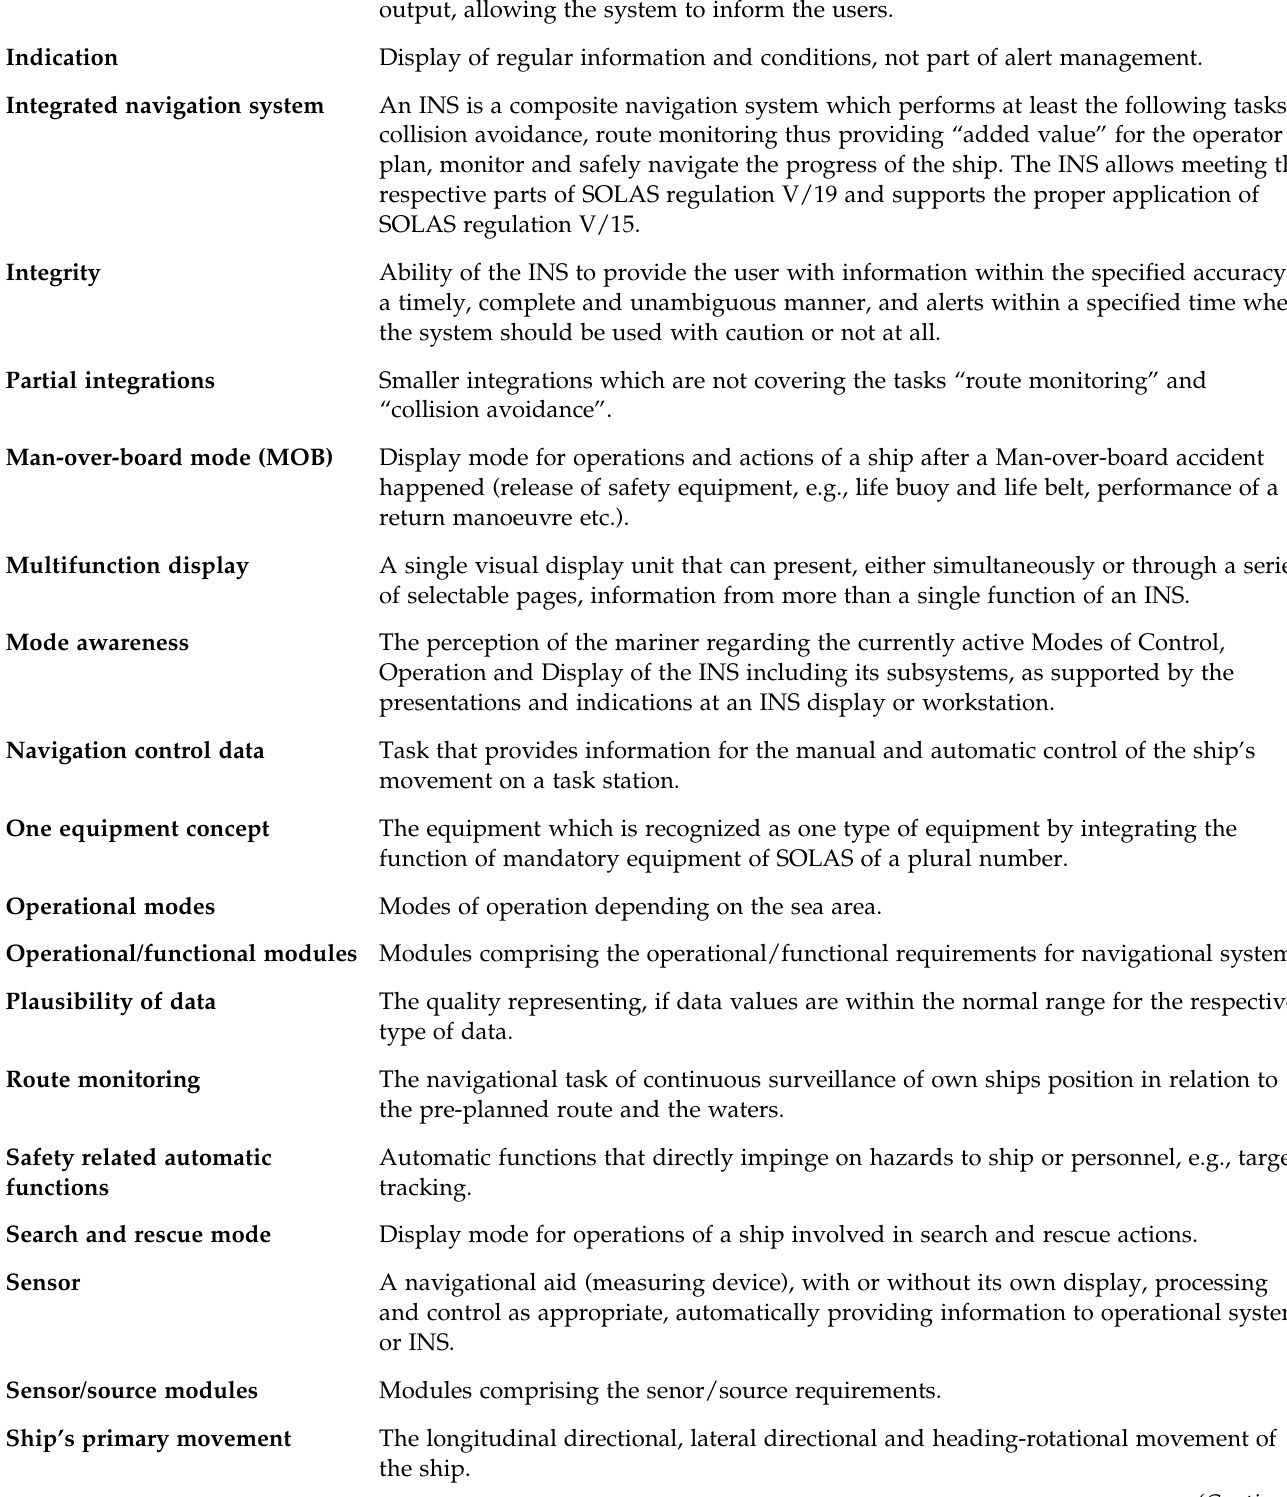 output, allowing the system to inform the users.
Indication Display of regular information and conditions, not part of alert management.
Integrated navigation system An INS is a composite navigation system which performs at least the following tasks
collision avoidance, route monitoring thus providing “added value” for the operator
plan, monitor and safely navigate the progress of the ship. The INS allows meeting
respective parts of SOLAS regulation V/19 and supports the proper application of
SOLAS regulation V/15.
Integrity Ability of the INS to provide the user with information within the specified accuracy
a timely, complete and unambiguous manner, and alerts within a specified time
the system should be used with caution or not at all.
Partial integrations Smaller integrations which are not covering the tasks “route monitoring” and
“collision avoidance”.
Man-over-board mode (MOB) Display mode for operations and actions of a ship after a Man-over-board accident
happened (release of safety equipment, e.g., life buoy and life belt, performance of a
return manoeuvre etc.).
Multifunction display A single visual display unit that can present, either simultaneously or through a
of selectable pages, information from more than a single function of an INS.
Mode awareness The perception of the mariner regarding the currently active Modes of Control,
Operation and Display of the INS including its subsystems, as supported by the
presentations and indications at an INS display or workstation.
Navigation control data Task that provides information for the manual and automatic control of the ship’s
movement on a task station.
One equipment concept The equipment which is recognized as one type of equipment by integrating the
function of mandatory equipment of SOLAS of a plural number.
Operational modes Modes of operation depending on the sea area.
Operational/functional modules Modules comprising the operational/functional requirements for navigational system
Plausibility of data The quality representing, if data values are within the normal range for the respective
type of data.
Route monitoring The navigational task of continuous surveillance of own ships position in relation to
the pre-planned route and the waters.
Safety related automatic Automatic functions that directly impinge on hazards to ship or personnel, e.g., targe
functions tracking.
Search and rescue mode Display mode for operations of a ship involved in search and rescue actions.
Sensor A navigational aid (measuring device), with or without its own display, processing
and control as appropriate, automatically providing information to operational
or INS.
Sensor/source modules Modules comprising the senor/source requirements.
Ship’s primary movement The longitudinal directional, lateral directional and heading-rotational movement of
the ship.